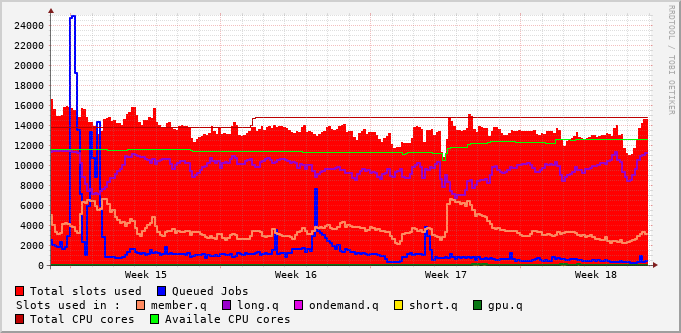 24000
22000
20000
18000
16000
14000
12000
10000
8000
6000
4000
2000
0
Week 15 Week 16 Week 17 Week 18
Total slots used Queued Jobs
Slots used in : member.q long.q ondemand.q short.q gpu.q
Total CPU cores Availale CPU cores
RRDTOOL / TOBI OETIKER